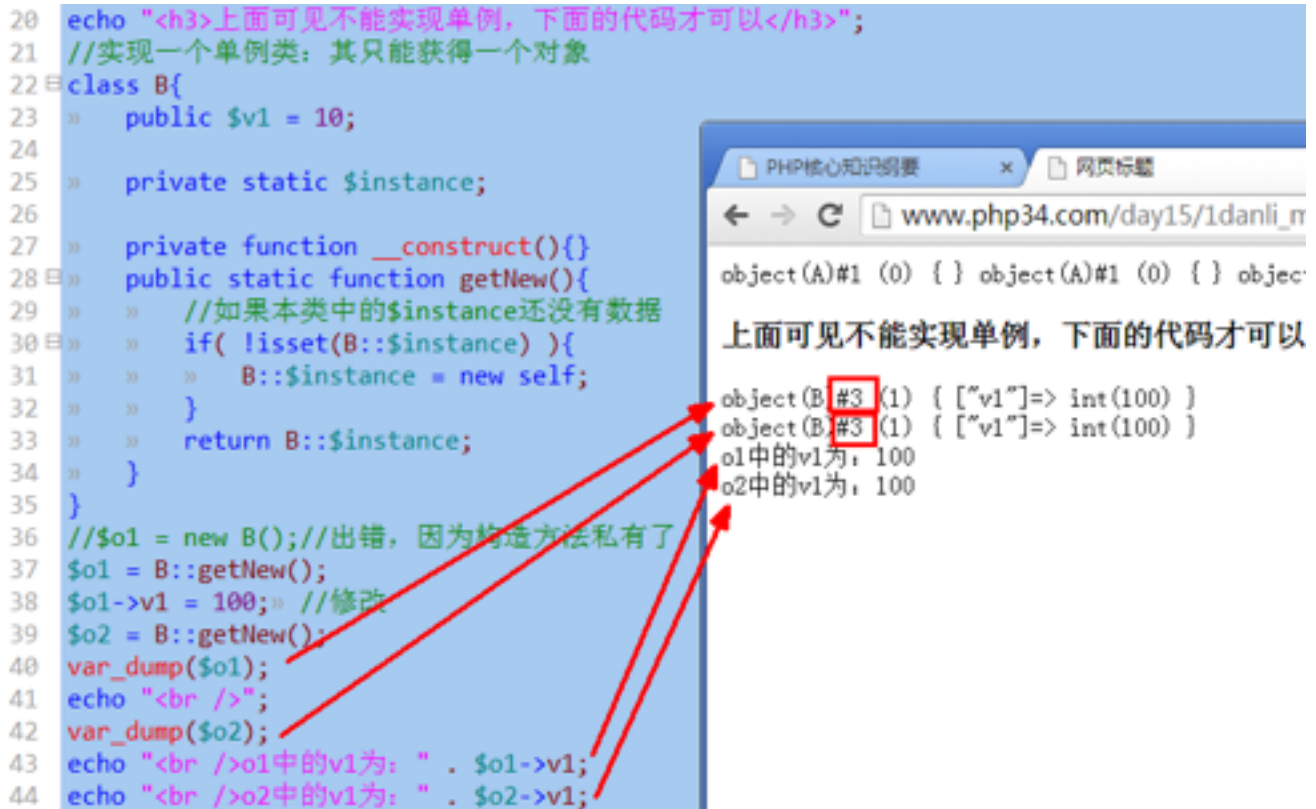 20 echo "<h3>上面可见不能实现单例，下面的代码才可以</h3>";
21 //实现一个单例类：其只能获得一个对象
22 class B{
23 public $v1 = 10;
24
25 private static $instance;
26
27 private function __construct(){}
28 public static function getNew(){
29 //如果本类中的$instance还没有数据
30 if( !isset(B::$instance) ){
31 B::$instance = new self;
32 }
33 return B::$instance;
34 }
35 }
36 //$o1 = new B();//出错，因为构造方法私有了
37 $o1 = B::getNew();
38 $o1->v1 = 100; //修改
39 $o2 = B::getNew();
40 var_dump($o1);
41 echo "<br />";
42 var_dump($o2);
43 echo "<br />o1中的v1为：" . $o1->v1;
44 echo "<br />o2中的v1为：" . $o2->v1;
PHP核心知识纲要 × 网页标题
www.php34.com/day15/1danli_m
object(A)#1 (0) { } object(A)#1 (0) { } object
上面可见不能实现单例，下面的代码才可以
object(B)#3 (1) { ["v1"]=> int(100) }
object(B)#3 (1) { ["v1"]=> int(100) }
o1中的v1为：100
o2中的v1为：100